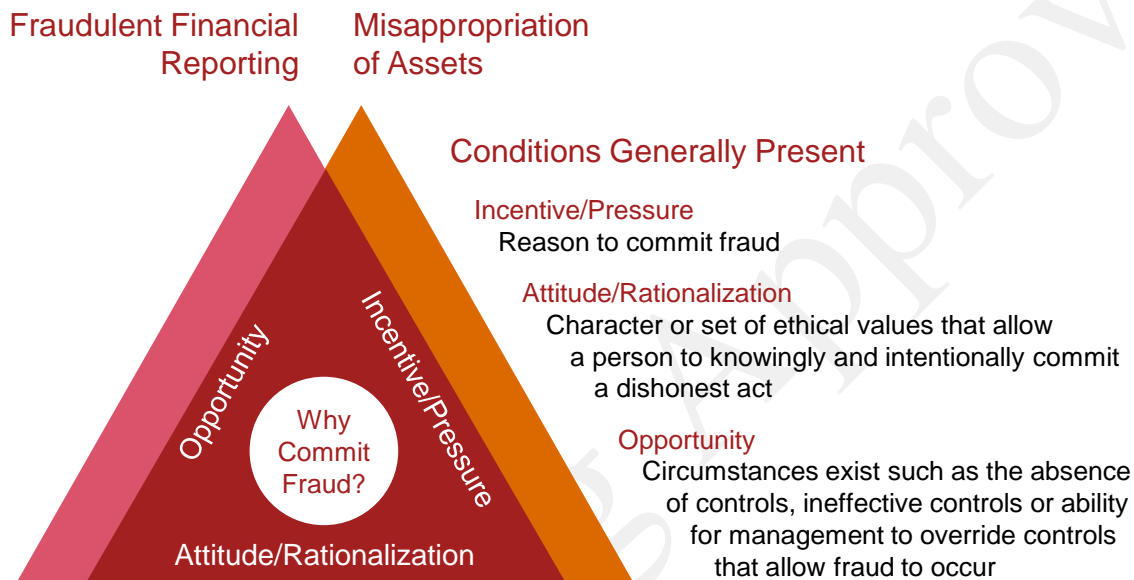 Fraudulent Financial
Reporting
Misappropriation
of Assets
Conditions Generally Present
Incentive/Pressure
Reason to commit fraud
Attitude/Rationalization
Character or set of ethical values that allow
a person to knowingly and intentionally commit
a dishonest act
Opportunity
Circumstances exist such as the absence
of controls, ineffective controls or ability
for management to override controls
that allow fraud to occur
Opportunity
Incentive/Pressure
Why
Commit
Fraud?
Attitude/Rationalization